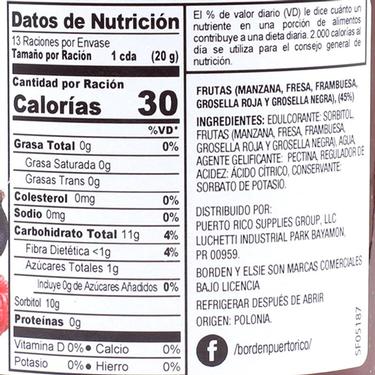 Datos de Nutrición
13 Raciones por Envase
Tamaño por Ración 1 cda (20 g)
Cantidad por Ración
Calorías 30
%VD*
Grasa Total 0g 0%
Grasa Saturada 0g
Grasas Trans 0g
Colesterol 0mg 0%
Sodio 0mg 0%
Carbohidrato Total 11g 4%
Fibra Dietética <1g 4%
Azúcares Totales 1g
Incluye 0g de Azúcares Añadidos 0%
Sorbitol 10g
Proteínas 0g
Vitamina D 0% • Calcio 0%
Potasio 0% • Hierro 0%
El % de valor diario (VD) le dice cuánto un
nutriente en una porción de alimentos
contribuye a una dieta diaria. 2.000 calorías al
día se utiliza para el consejo general de
nutrición.
FRUTAS (MANZANA, FRESA, FRAMBUESA,
GROSELLA ROJA Y GROSELLA NEGRA), (45%)
INGREDIENTES: EDULCORANTE: SORBITOL,
FRUTAS (MANZANA, FRESA, FRAMBUESA,
GROSELLA ROJA Y GROSELLA NEGRA), AGUA,
AGENTE GELIFICANTE: PECTINA, REGULADOR DE
ACIDEZ: ÁCIDO CÍTRICO, CONSERVANTE:
SORBATO DE POTASIO.
DISTRIBUIDO POR:
PUERTO RICO SUPPLIES GROUP, LLC
LUCHETTI INDUSTRIAL PARK BAYAMON,
PR 00959.
BORDEN Y ELSIE SON MARCAS COMERCIALES
BAJO LICENCIA
REFRIGERAR DESPUÉS DE ABRIR
ORIGEN: POLONIA.
f /bordenpuertorico/
SF05187